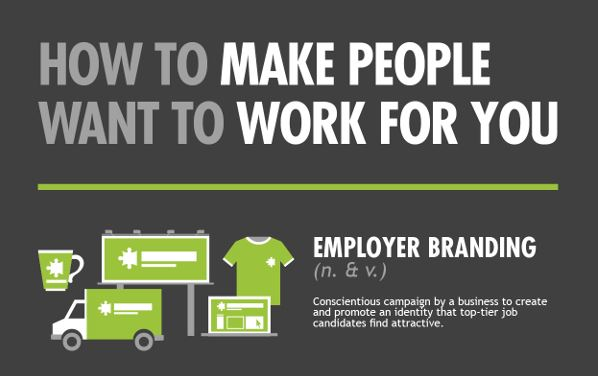 HOW TO MAKE PEOPLE
WANT TO WORK FOR YOU
EMPLOYER BRANDING
(n. & v.)
Conscientious campaign by a business to create
and promote an identity that top-tier job
candidates find attractive.